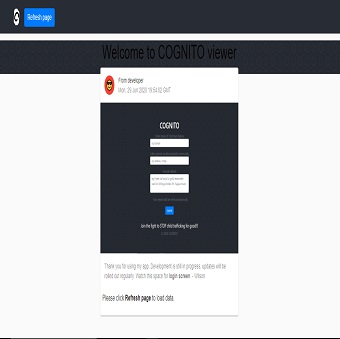 Refresh page
Welcome to COGNITO viewer
From developer
Mon, 29 Jun 2020 19:54:02 GMT
COGNITO
Join the fight to STOP child trafficking for good!!!
Thank you for using my app. Development is still in progress, updates will be
rolled out regularly. Watch this space for login screen. - Wilson
Please click Refresh page to load data